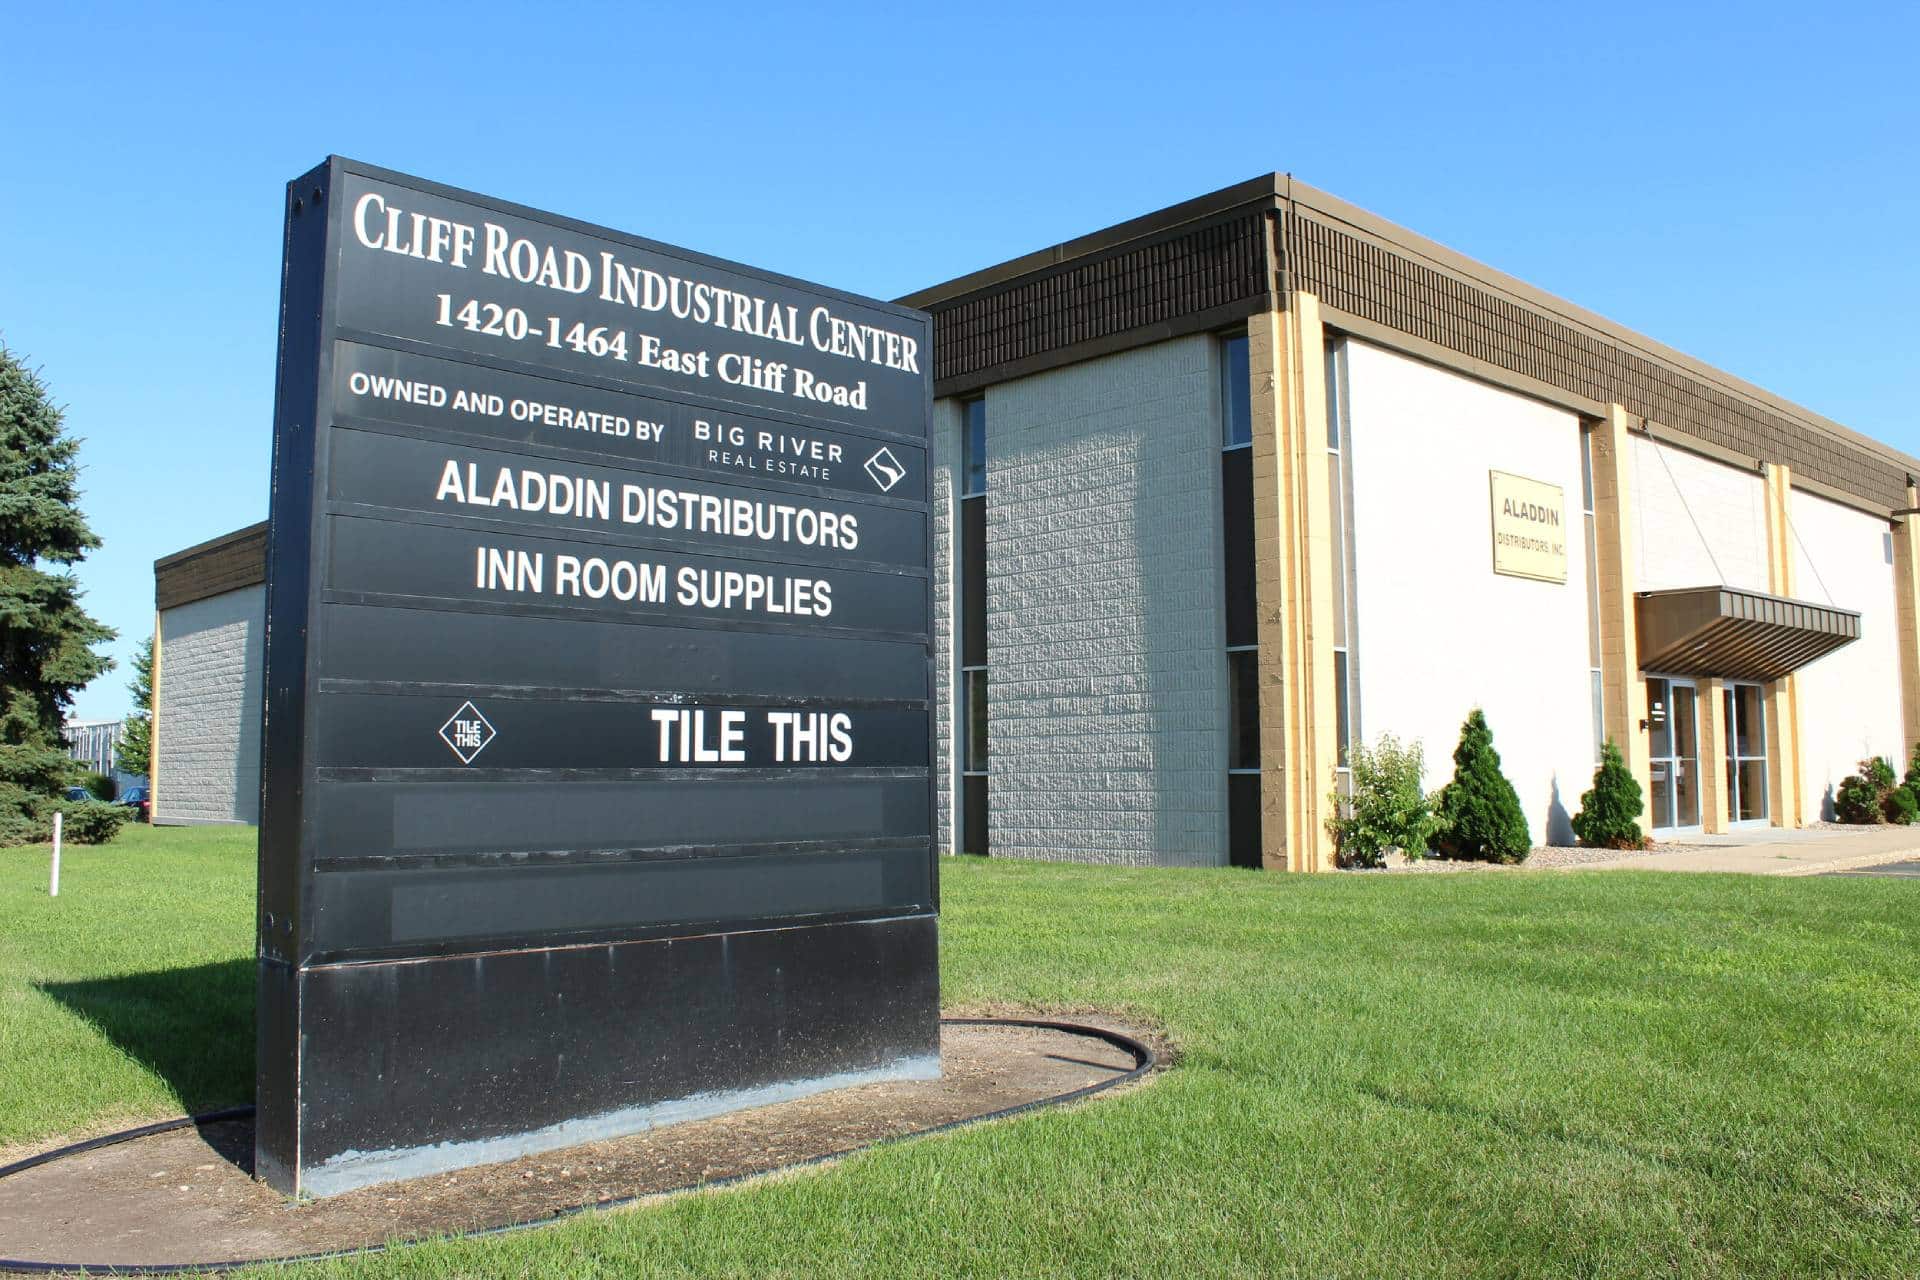 CLIFF ROAD INDUSTRIAL CENTER
1420-1464 East Cliff Road
OWNED AND OPERATED BY BIG RIVER
REAL ESTATE
ALADDIN DISTRIBUTORS
INN ROOM SUPPLIES
TILE THIS
TILE
THIS
ALADDIN
DISTRIBUTORS, INC.